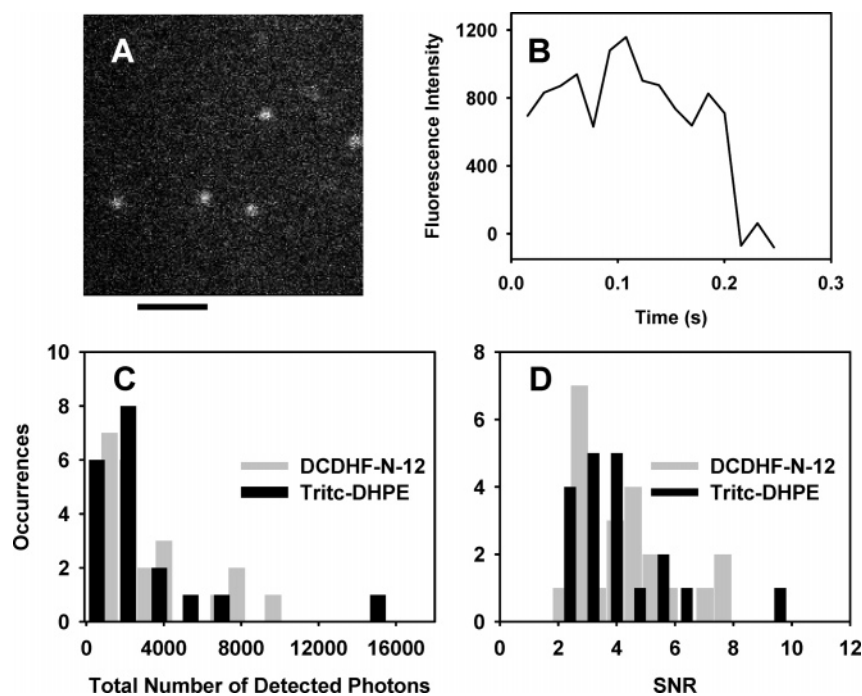 A
B
Fluorescence Intensity
1200
800
400
0
0.0 0.1 0.2 0.3
Time (s)
C
Occurrences
10
8
6
4
2
0
DCDHF-N-12
Tritc-DHPE
0 4000 8000 12000 16000
Total Number of Detected Photons
D
8
6
4
2
0
DCDHF-N-12
Tritc-DHPE
0 2 4 6 8 10 12
SNR